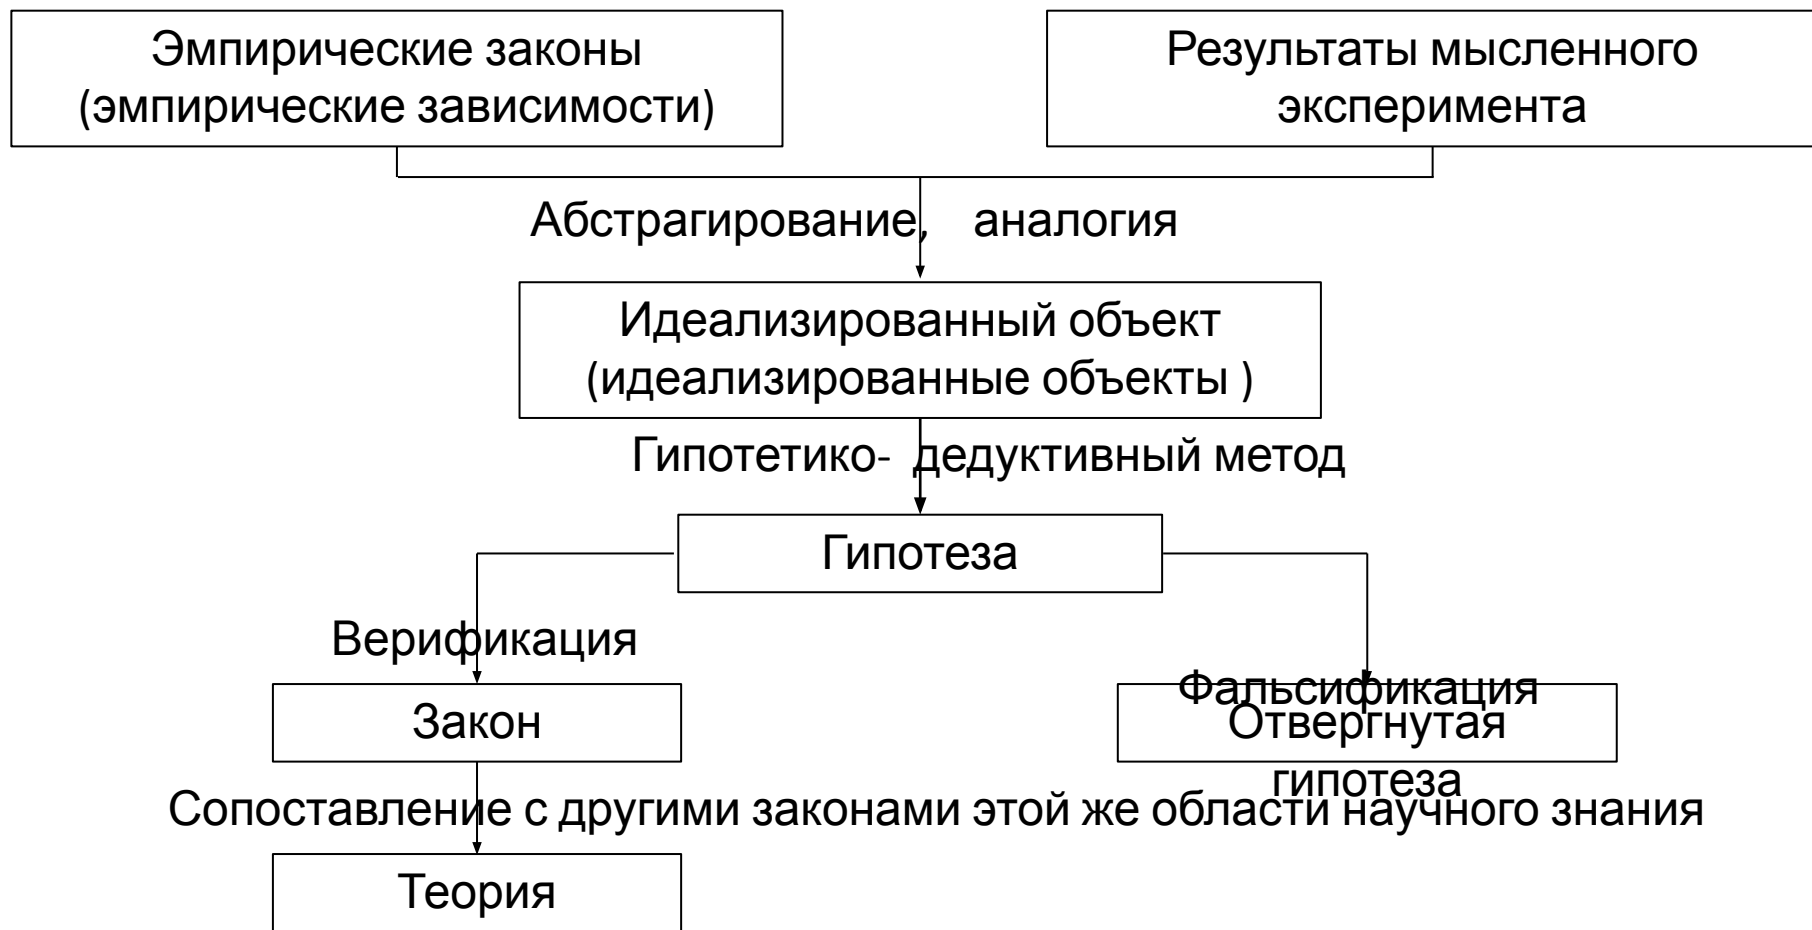 Эмпирические законы
(эмпирические зависимости)
Результаты мысленного
эксперимента
Абстрагирование, аналогия
Идеализированный объект
(идеализированные объекты )
Гипотетико- дедуктивный метод
Гипотеза
Верификация
Фальсификация
Закон
Отвергнутая
гипотеза
Сопоставление с другими законами этой же области научного знания
Теория